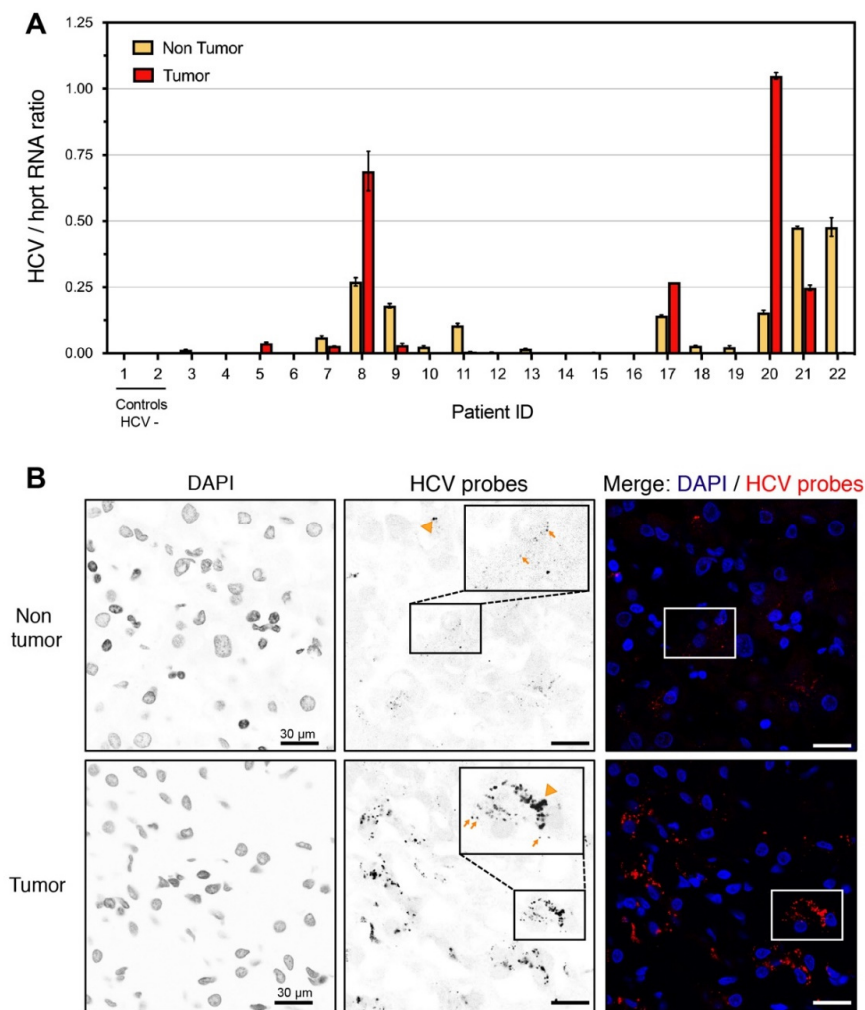 A
1.25
Non Tumor
Tumor
1.00
0.75
0.50
0.25
0.00
HCV / hprt RNA ratio
1 2 3 4 5 6 7 8 9 10 11 12 13 14 15 16 17 18 19 20 21 22
Controls
HCV -
Patient ID
B
DAPI HCV probes Merge: DAPI / HCV probes
Non
tumor
30 µm
Tumor
30 µm